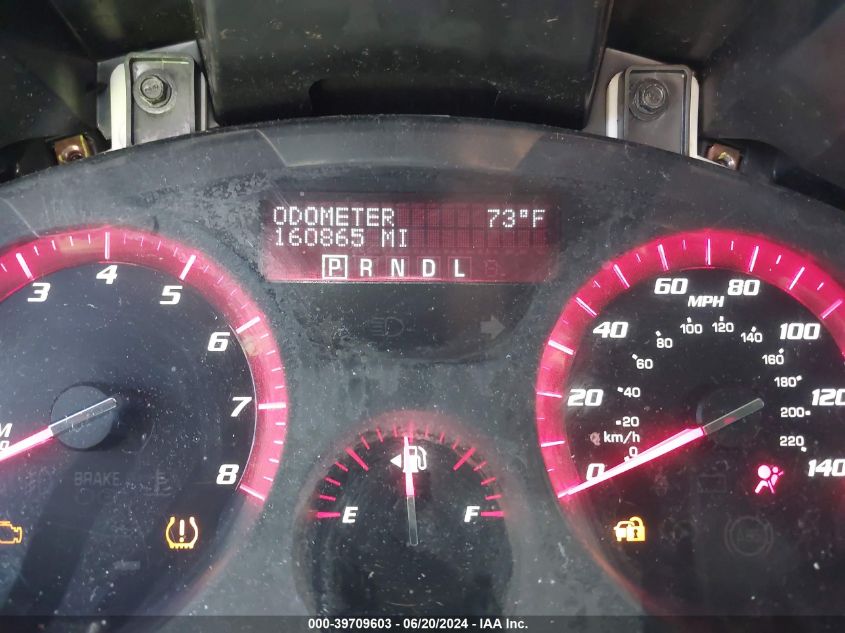 ODOMETER 73°F
160865 MI
P R N D L
3 4 5 6 7 8
BRAKE
E F
MPH
0 20 40 60 80 100 120 140
km/h
0 20 40 60 80 100 120 140 160 180 200 220
000-39709603 - 06/20/2024 - IAA Inc.